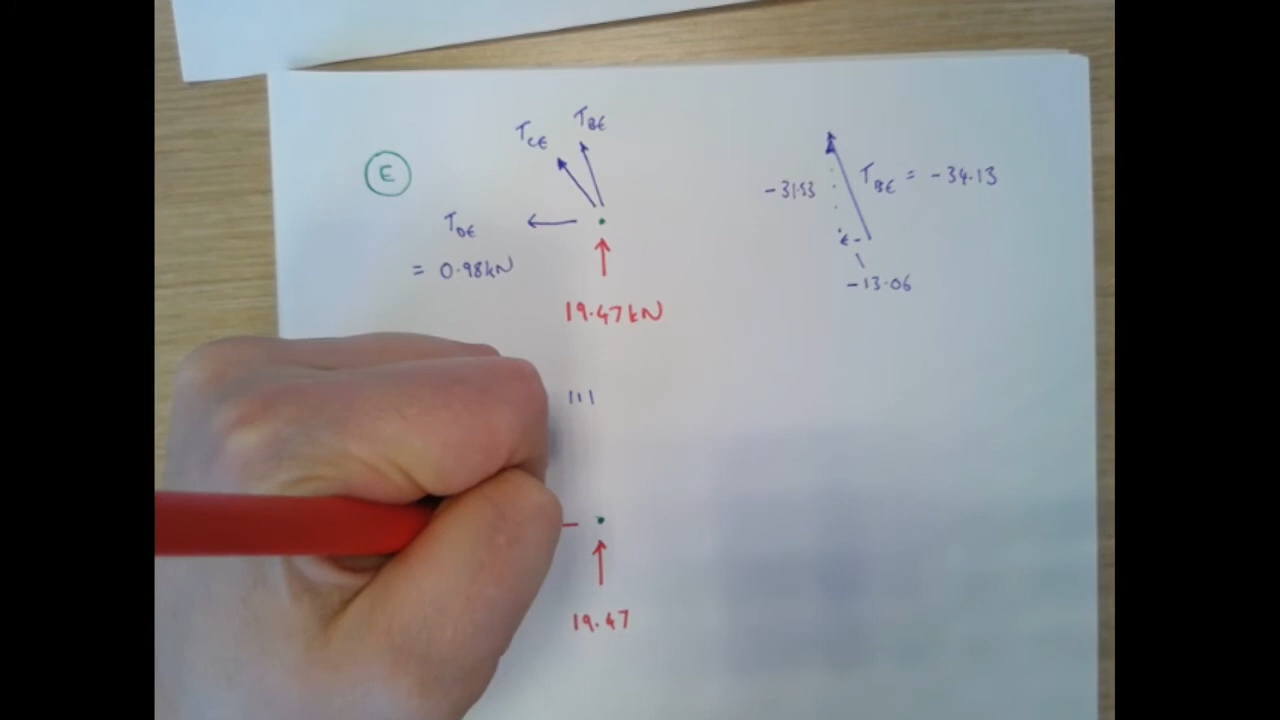 E
T_CE
T_BE
T_DE
= 0.98kN
19.47kN
-31.53
T_BE = -34.13
-13.06
19.47